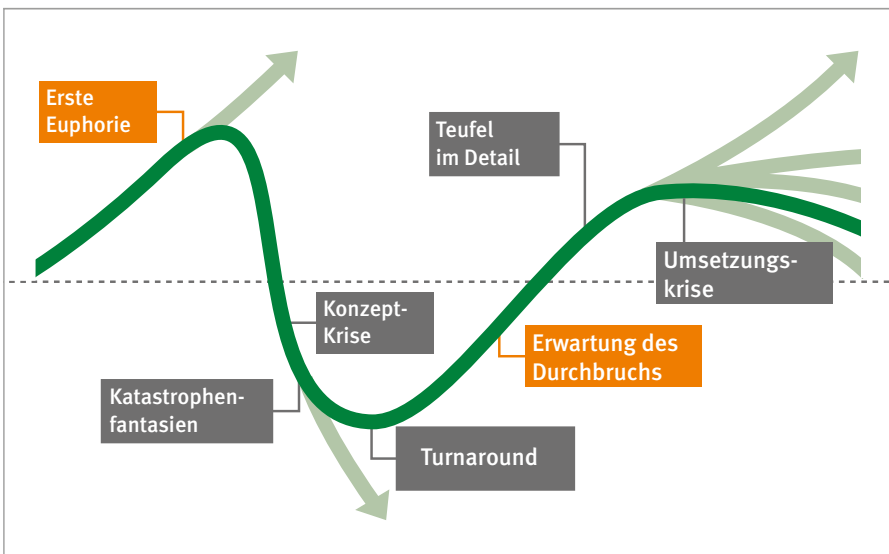 Erste
Euphorie
Teufel
im Detail
Umsetzungs-
krise
Konzept-
Krise
Erwartung des
Durchbruchs
Katastrophen-
fantasien
Turnaround